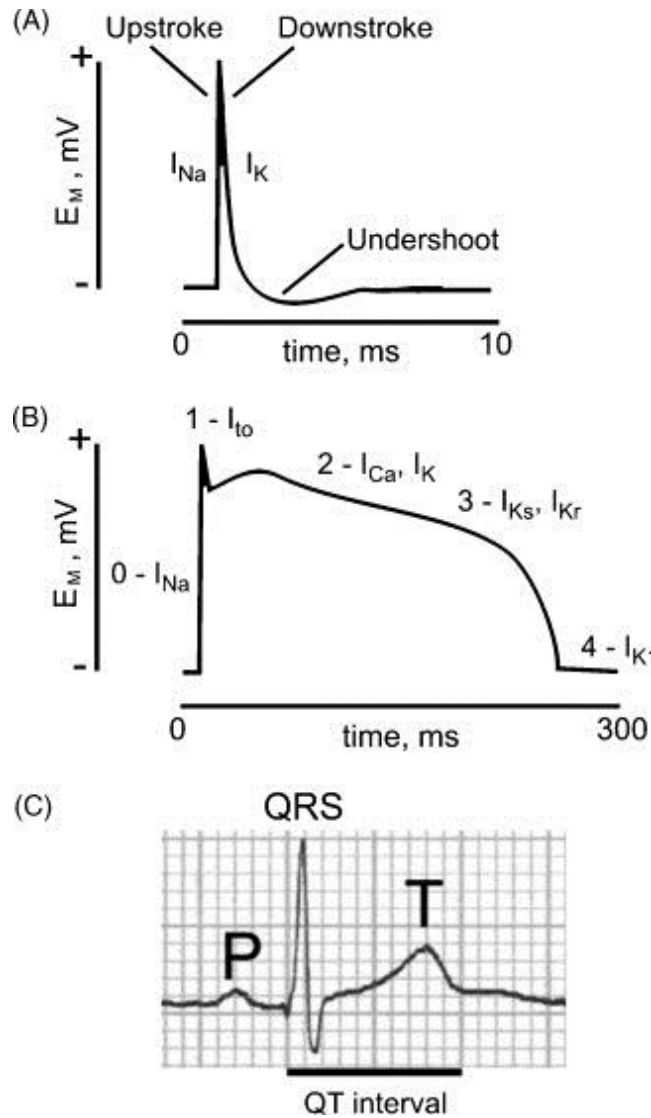 (A)
Upstroke Downstroke
+
E_M , mV
I_Na I_K
Undershoot
-
0 10
time, ms
(B)
1 - I_to
+
2 - I_Ca, I_K
3 - I_Ks, I_Kr
E_M , mV
0 - I_Na
4 - I_K1
-
0 300
time, ms
(C)
QRS
T
P
QT interval